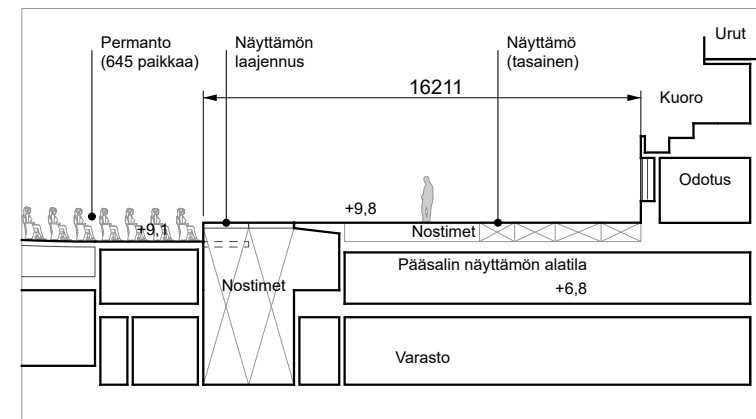 Permanto
(645 paikkaa)
Näyttämön
laajennus
Näyttämö
(tasainen)
Urut
16211
Kuoro
Odotus
+9,8
+9,1
Nostimet
Pääsalin näyttämön alatila
Nostimet
+6,8
Varasto